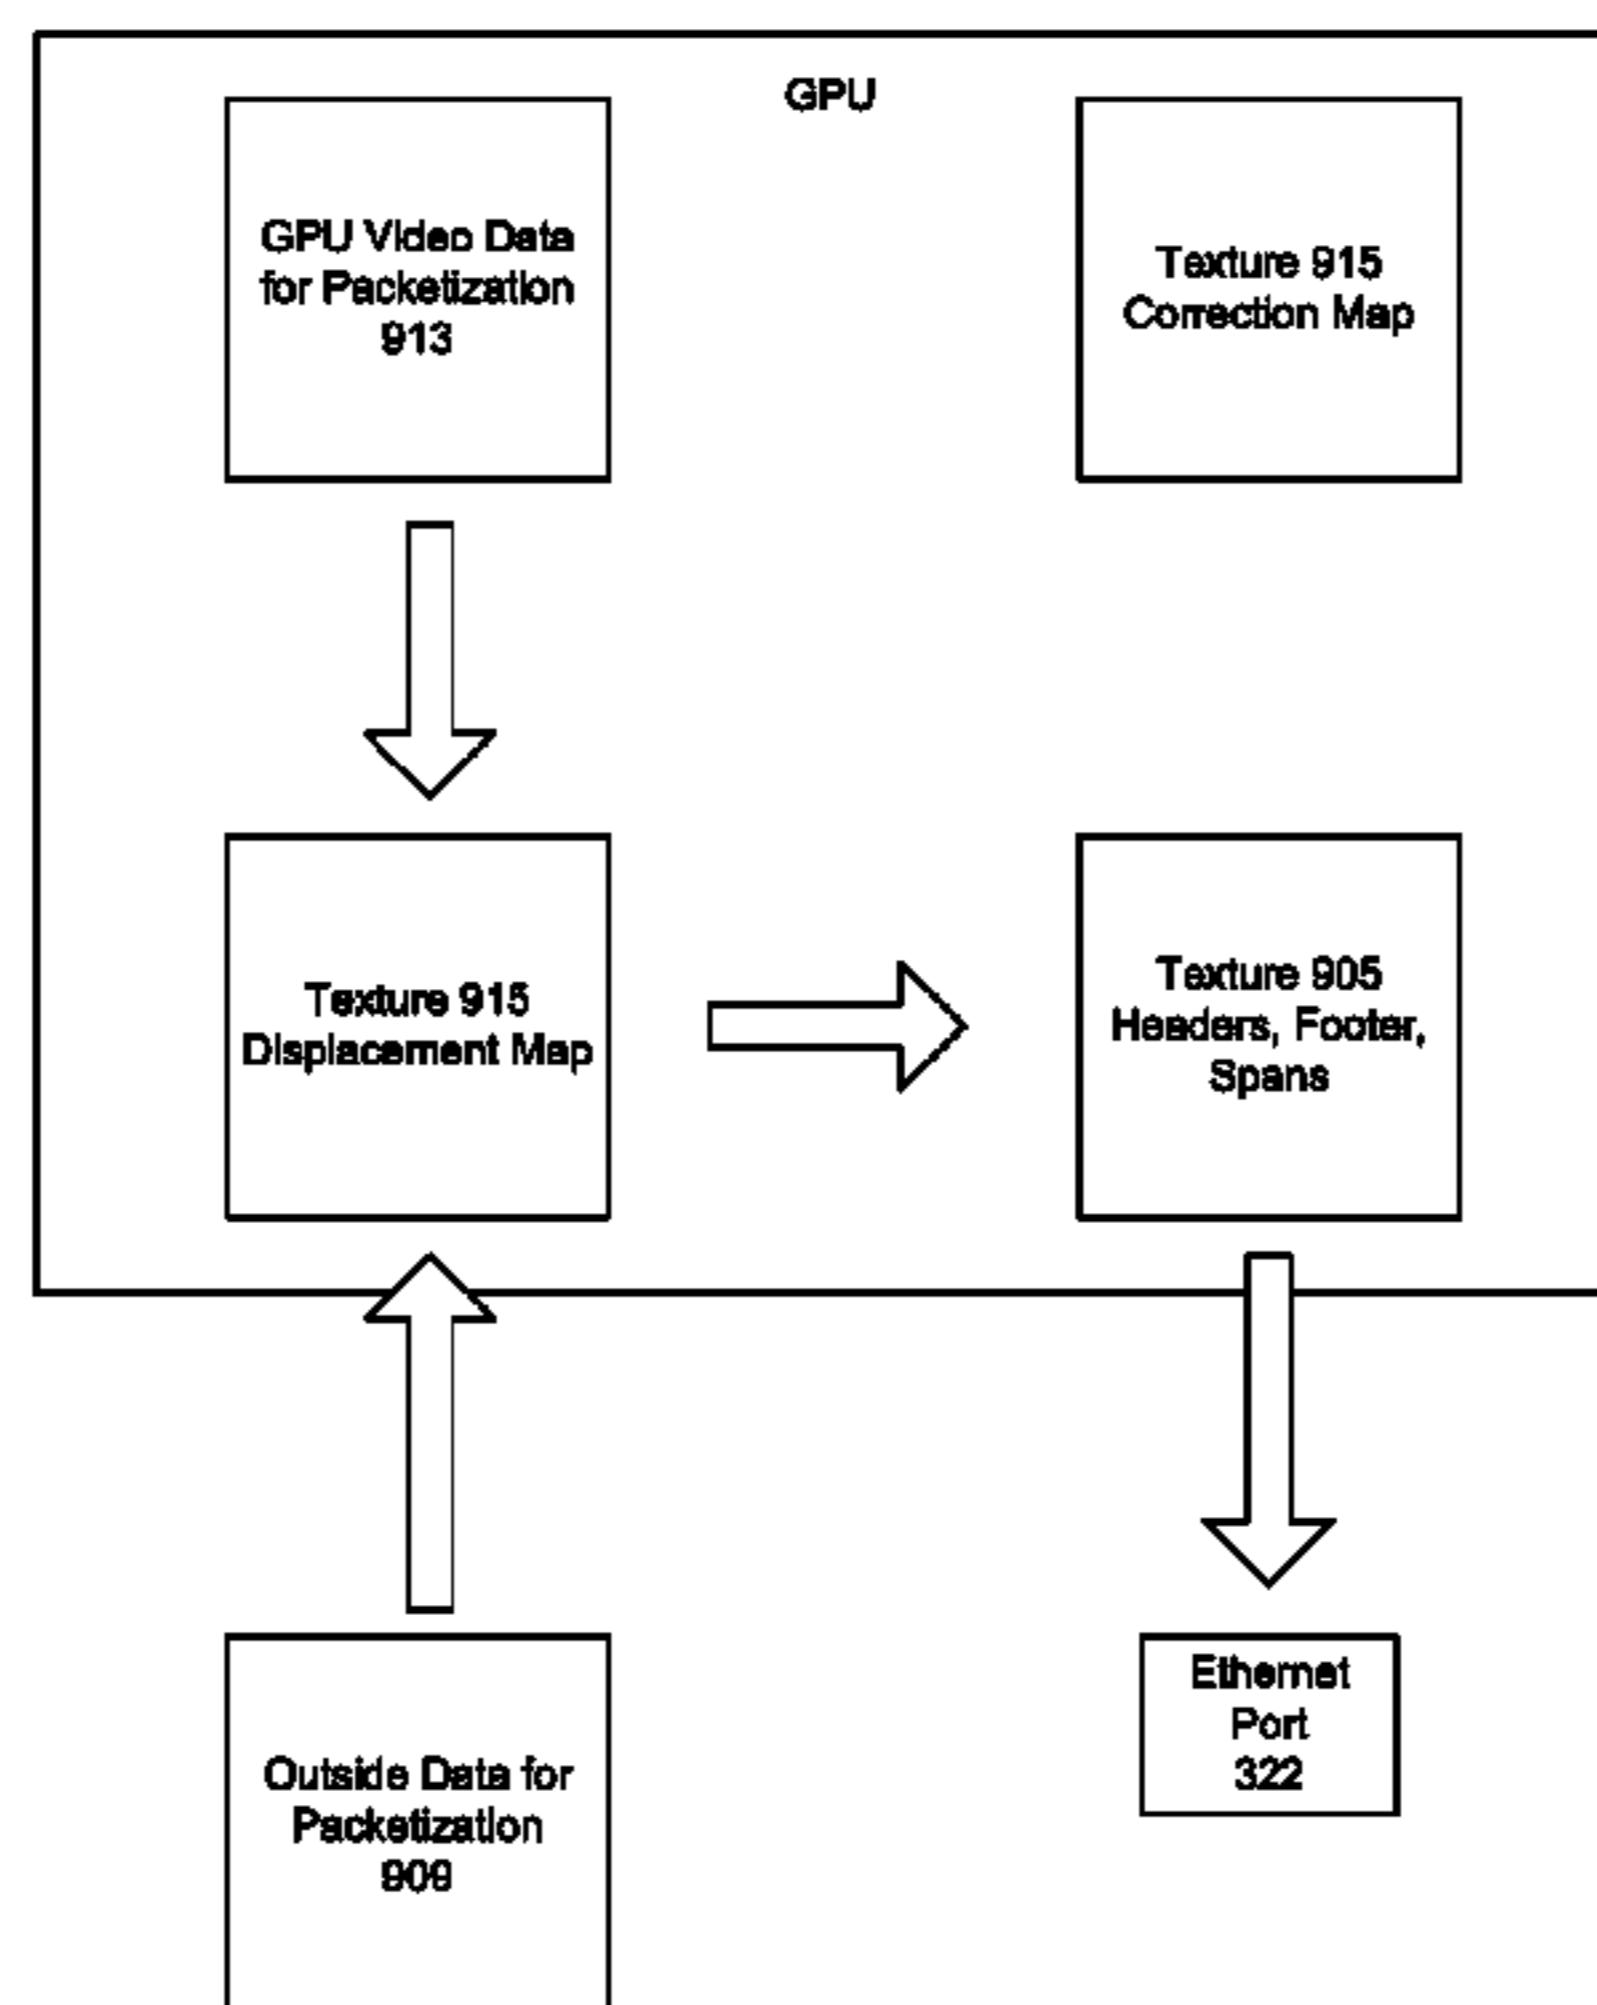 GPU
GPU Video Data
for Packetization
913
Texture 915
Correction Map
Texture 915
Displacement Map
Texture 905
Headers, Footer,
Spans
Outside Data for
Packetization
909
Ethernet
Port
322